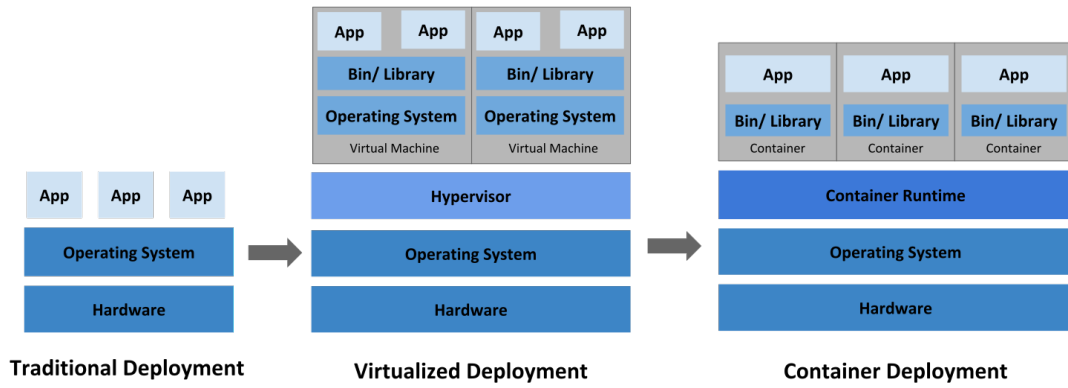 App App App
Operating System
Hardware
Traditional Deployment
App App App App
Bin/ Library Bin/ Library
Operating System Operating System
Virtual Machine Virtual Machine
Hypervisor
Operating System
Hardware
Virtualized Deployment
App App App
Bin/ Library Bin/ Library Bin/ Library
Container Container Container
Container Runtime
Operating System
Hardware
Container Deployment